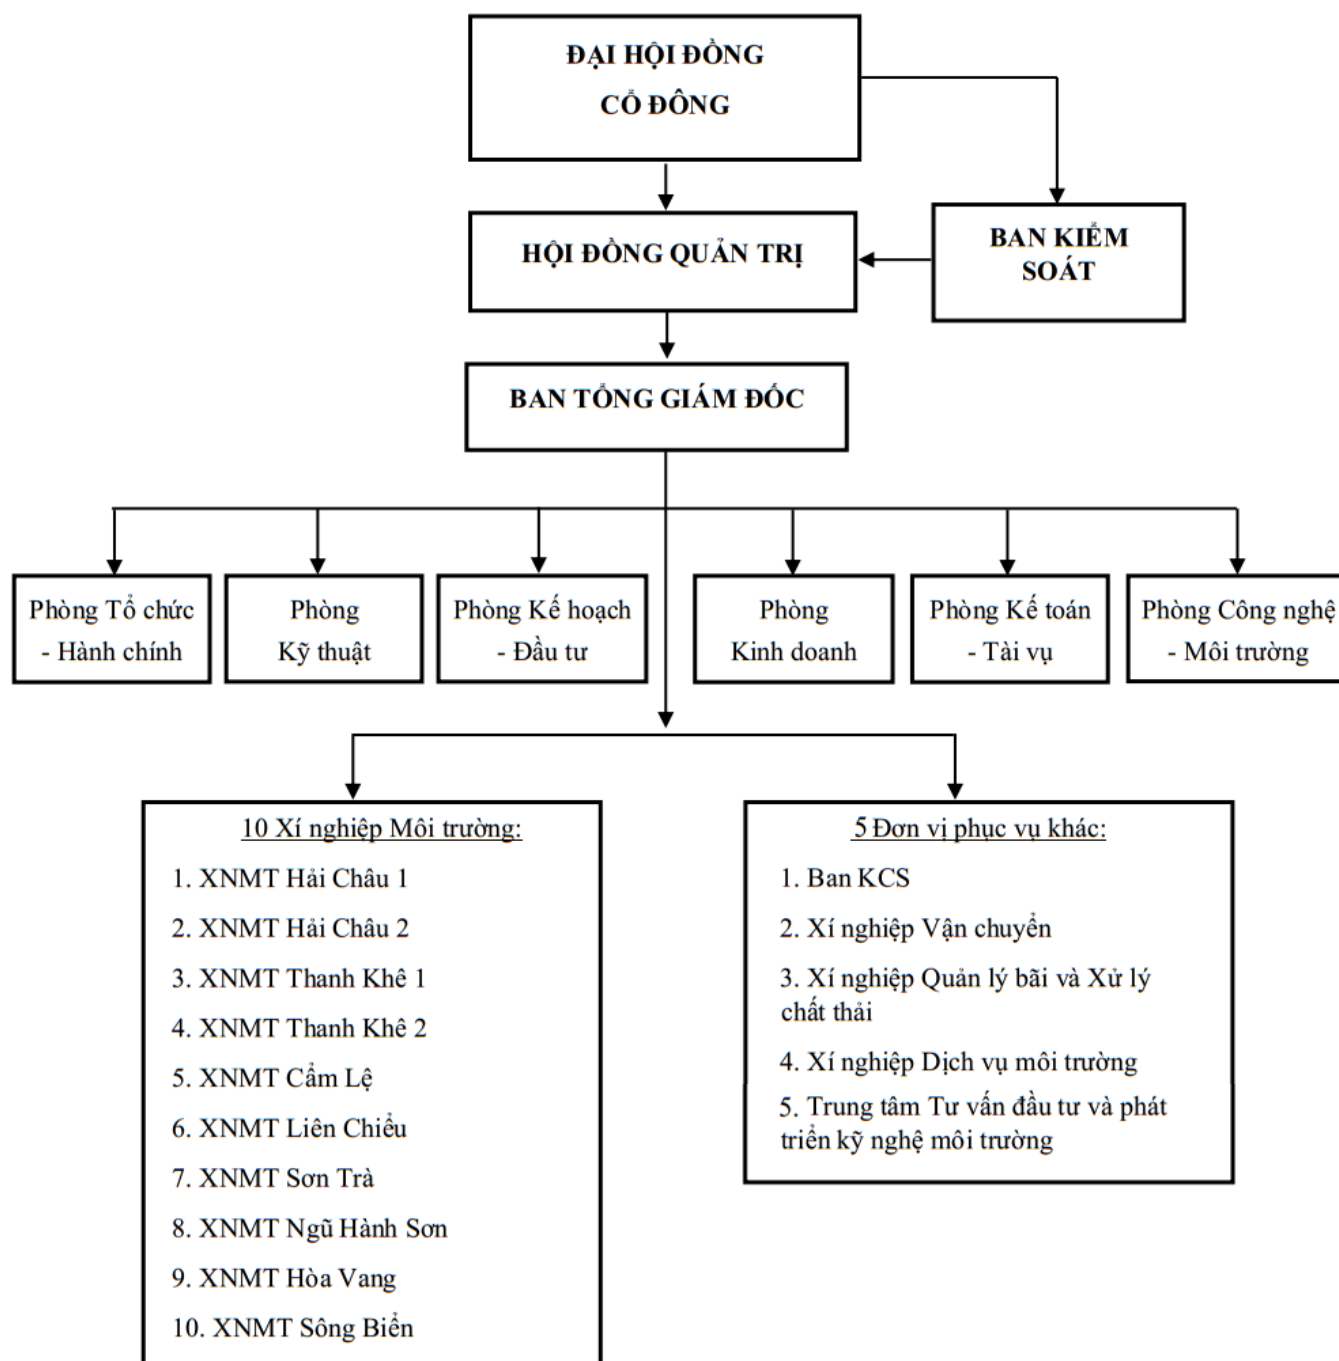 ĐẠI HỘI ĐỒNG
CỔ ĐÔNG
HỘI ĐỒNG QUẢN TRỊ
BAN KIỂM
SOÁT
BAN TỔNG GIÁM ĐỐC
Phòng Tổ chức
- Hành chính
Phòng
Kỹ thuật
Phòng Kế hoạch
- Đầu tư
Phòng
Kinh doanh
Phòng Kế toán
- Tài vụ
Phòng Công nghệ
- Môi trường
10 Xí nghiệp Môi trường:
1. XNMT Hải Châu 1
2. XNMT Hải Châu 2
3. XNMT Thanh Khê 1
4. XNMT Thanh Khê 2
5. XNMT Cẩm Lệ
6. XNMT Liên Chiểu
7. XNMT Sơn Trà
8. XNMT Ngũ Hành Sơn
9. XNMT Hòa Vang
10. XNMT Sông Biển
5 Đơn vị phục vụ khác:
1. Ban KCS
2. Xí nghiệp Vận chuyển
3. Xí nghiệp Quản lý bãi và Xử lý
chất thải
4. Xí nghiệp Dịch vụ môi trường
5. Trung tâm Tư vấn đầu tư và phát
triển kỹ nghệ môi trường